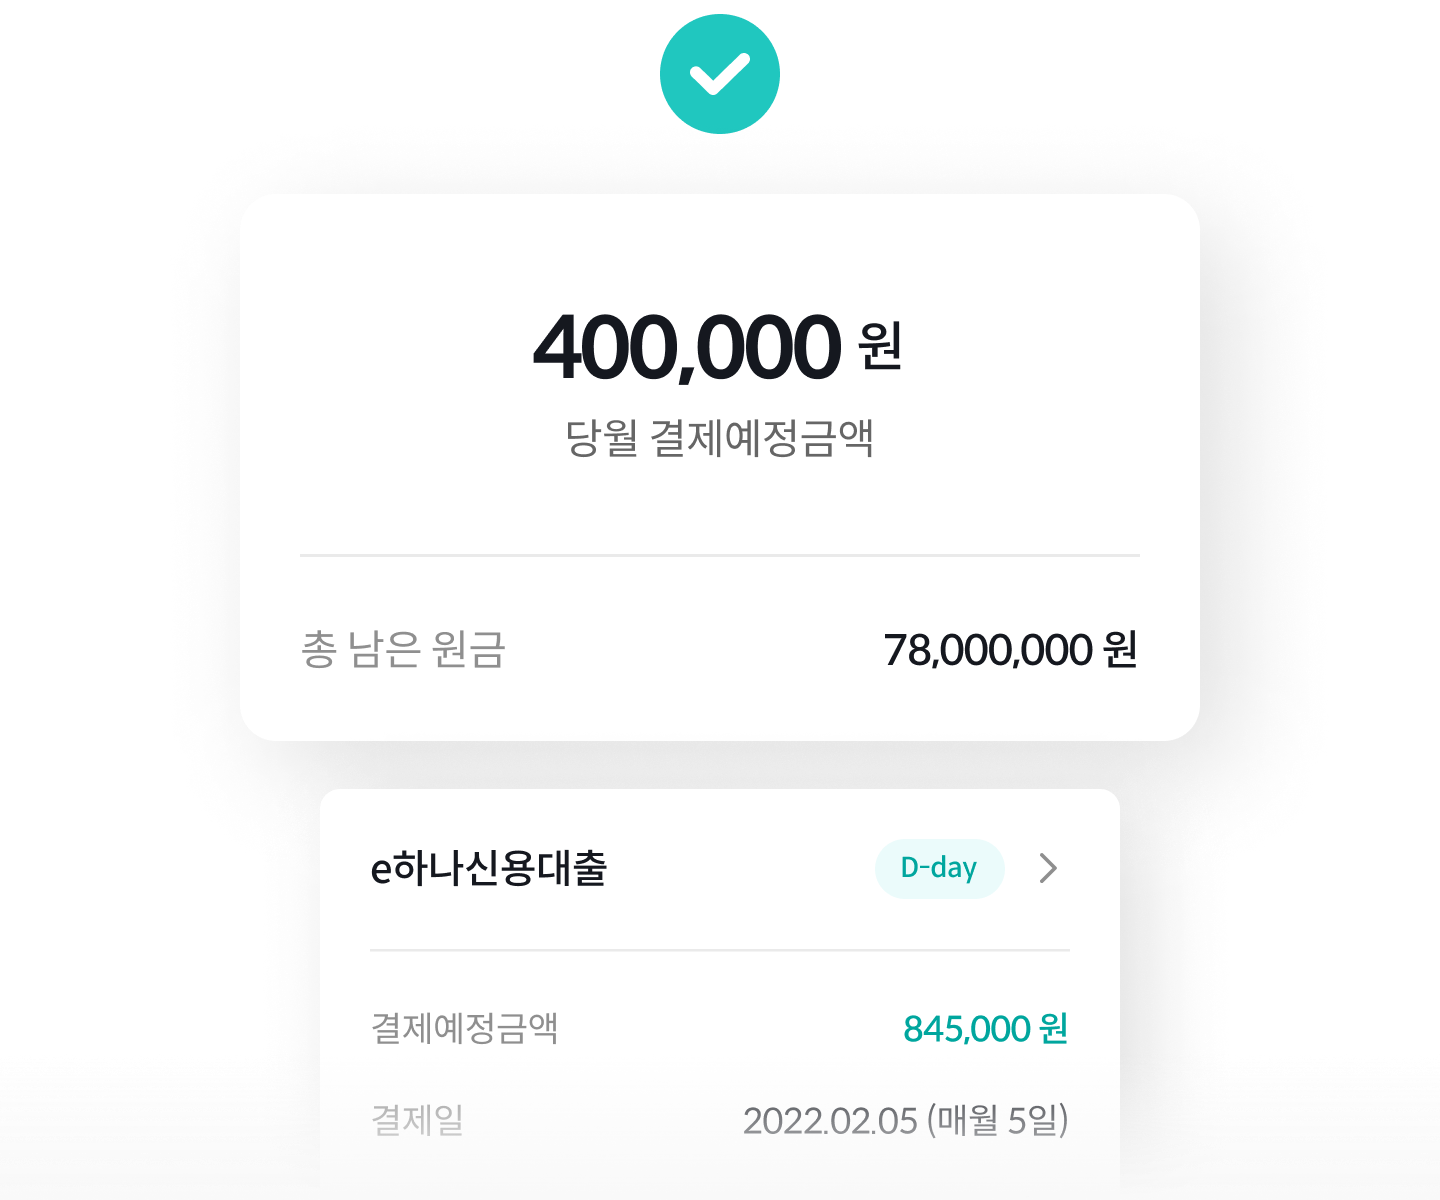 400,000 원
당월 결제예정금액
총 남은 원금 78,000,000 원
e하나신용대출 D-day
결제예정금액 845,000 원
결제일 2022.02.05 (매월 5일)